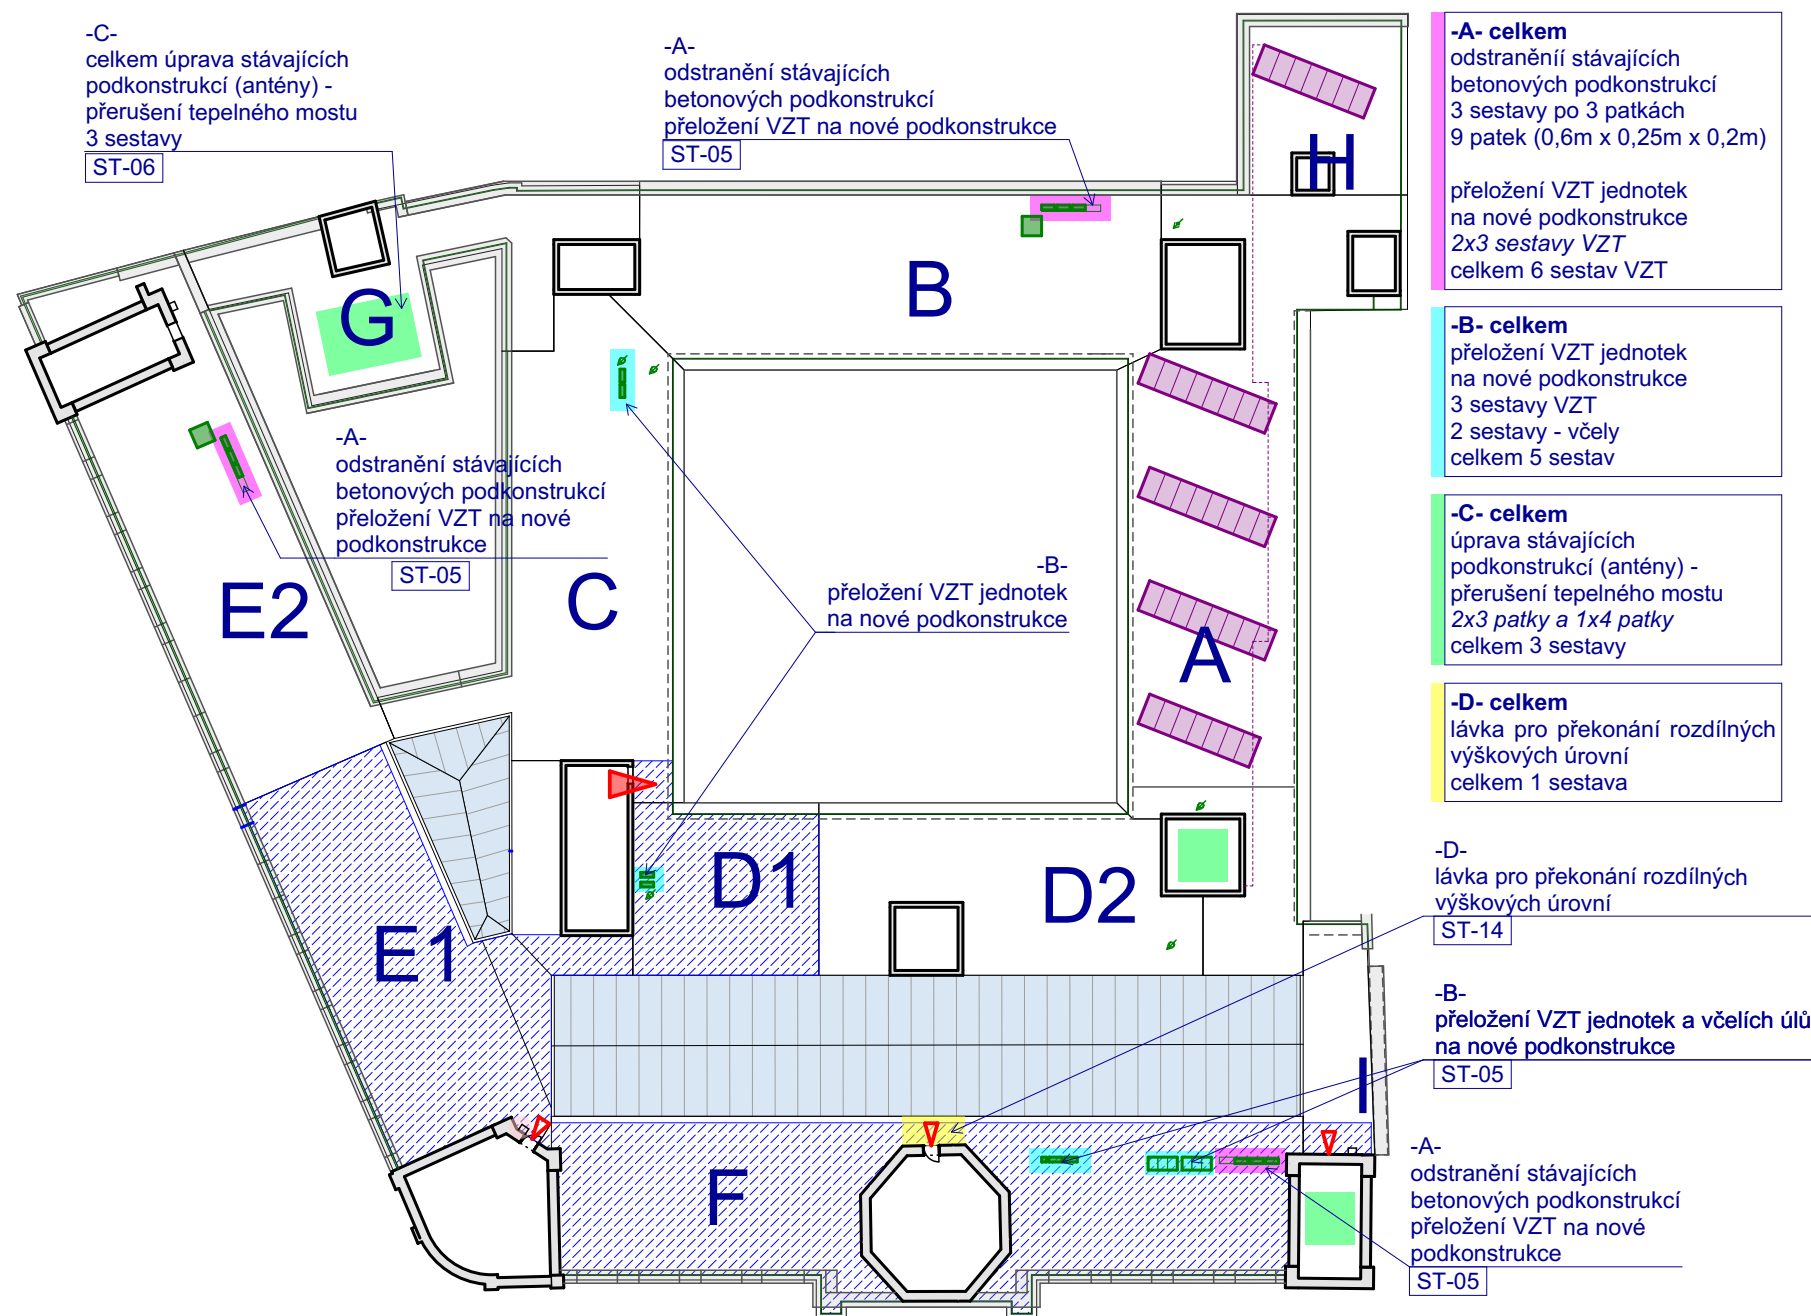 -C-
celkem úprava stávajících
podkonstrukcí (antény) -
přerušení tepelného mostu
3 sestavy
ST-06
-A-
odstranění stávajících
betonových podkonstrukcí
přeložení VZT na nové podkonstrukce
ST-05
-A- celkem
odstraněníí stávajících
betonových podkonstrukcí
3 sestavy po 3 patkách
9 patek (0,6m x 0,25m x 0,2m)
přeložení VZT jednotek
na nové podkonstrukce
2x3 sestavy VZT
celkem 6 sestav VZT
-B- celkem
přeložení VZT jednotek
na nové podkonstrukce
3 sestavy VZT
2 sestavy - včely
celkem 5 sestav
-C- celkem
úprava stávajících
podkonstrukcí (antény) -
přerušení tepelného mostu
2x3 patky a 1x4 patky
celkem 3 sestavy
-D- celkem
lávka pro překonání rozdílných
výškových úrovní
celkem 1 sestava
H
B
G
-A-
odstranění stávajících
betonových podkonstrukcí
přeložení VZT na nové
podkonstrukce
ST-05
E2
C
-B-
přeložení VZT jednotek
na nové podkonstrukce
A
D1
D2
E1
-D-
lávka pro překonání rozdílných
výškových úrovní
ST-14
-B-
přeložení VZT jednotek a včelích úlů
na nové podkonstrukce
ST-05
I
F
-A-
odstranění stávajících
betonových podkonstrukcí
přeložení VZT na nové
podkonstrukce
ST-05